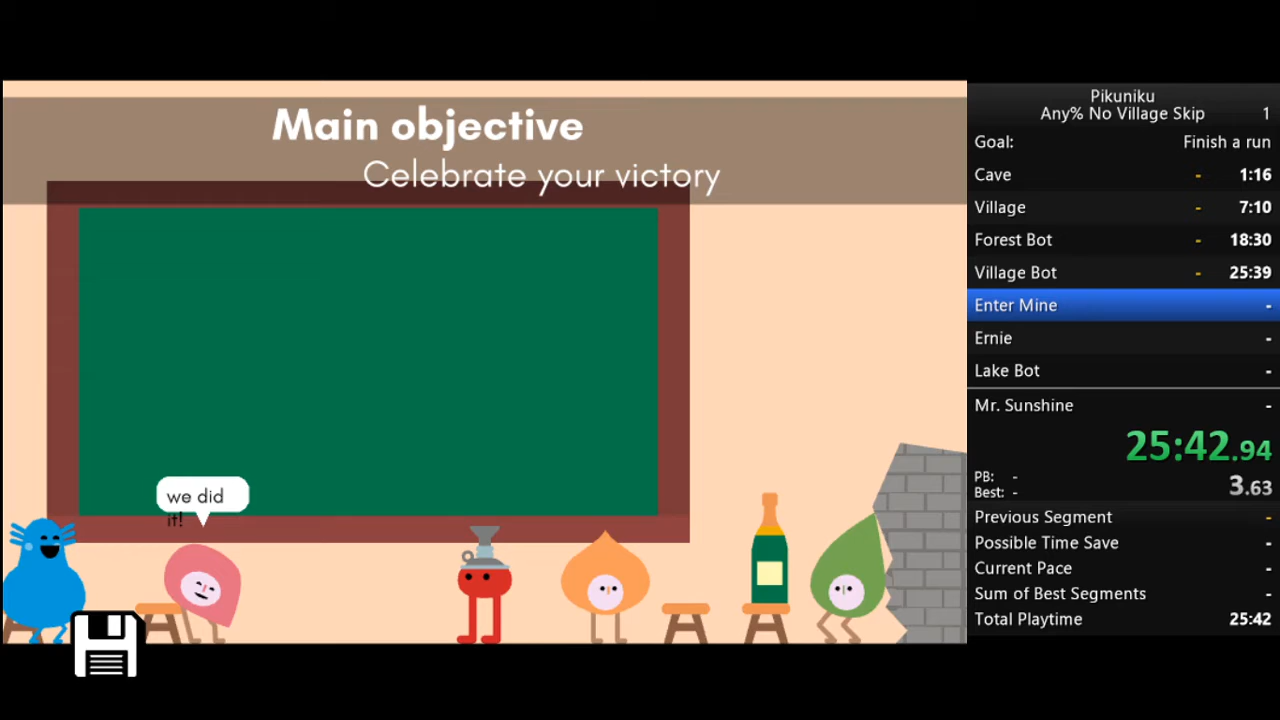 Main objective
Celebrate your victory
we did
it!
Pikuniku
Any% No Village Skip 1
Goal: Finish a run
Cave - 1:16
Village - 7:10
Forest Bot - 18:30
Village Bot - 25:39
Enter Mine -
Ernie -
Lake Bot -
Mr. Sunshine -
25:42.94
PB: -
Best: -
3.63
Previous Segment -
Possible Time Save -
Current Pace -
Sum of Best Segments -
Total Playtime 25:42